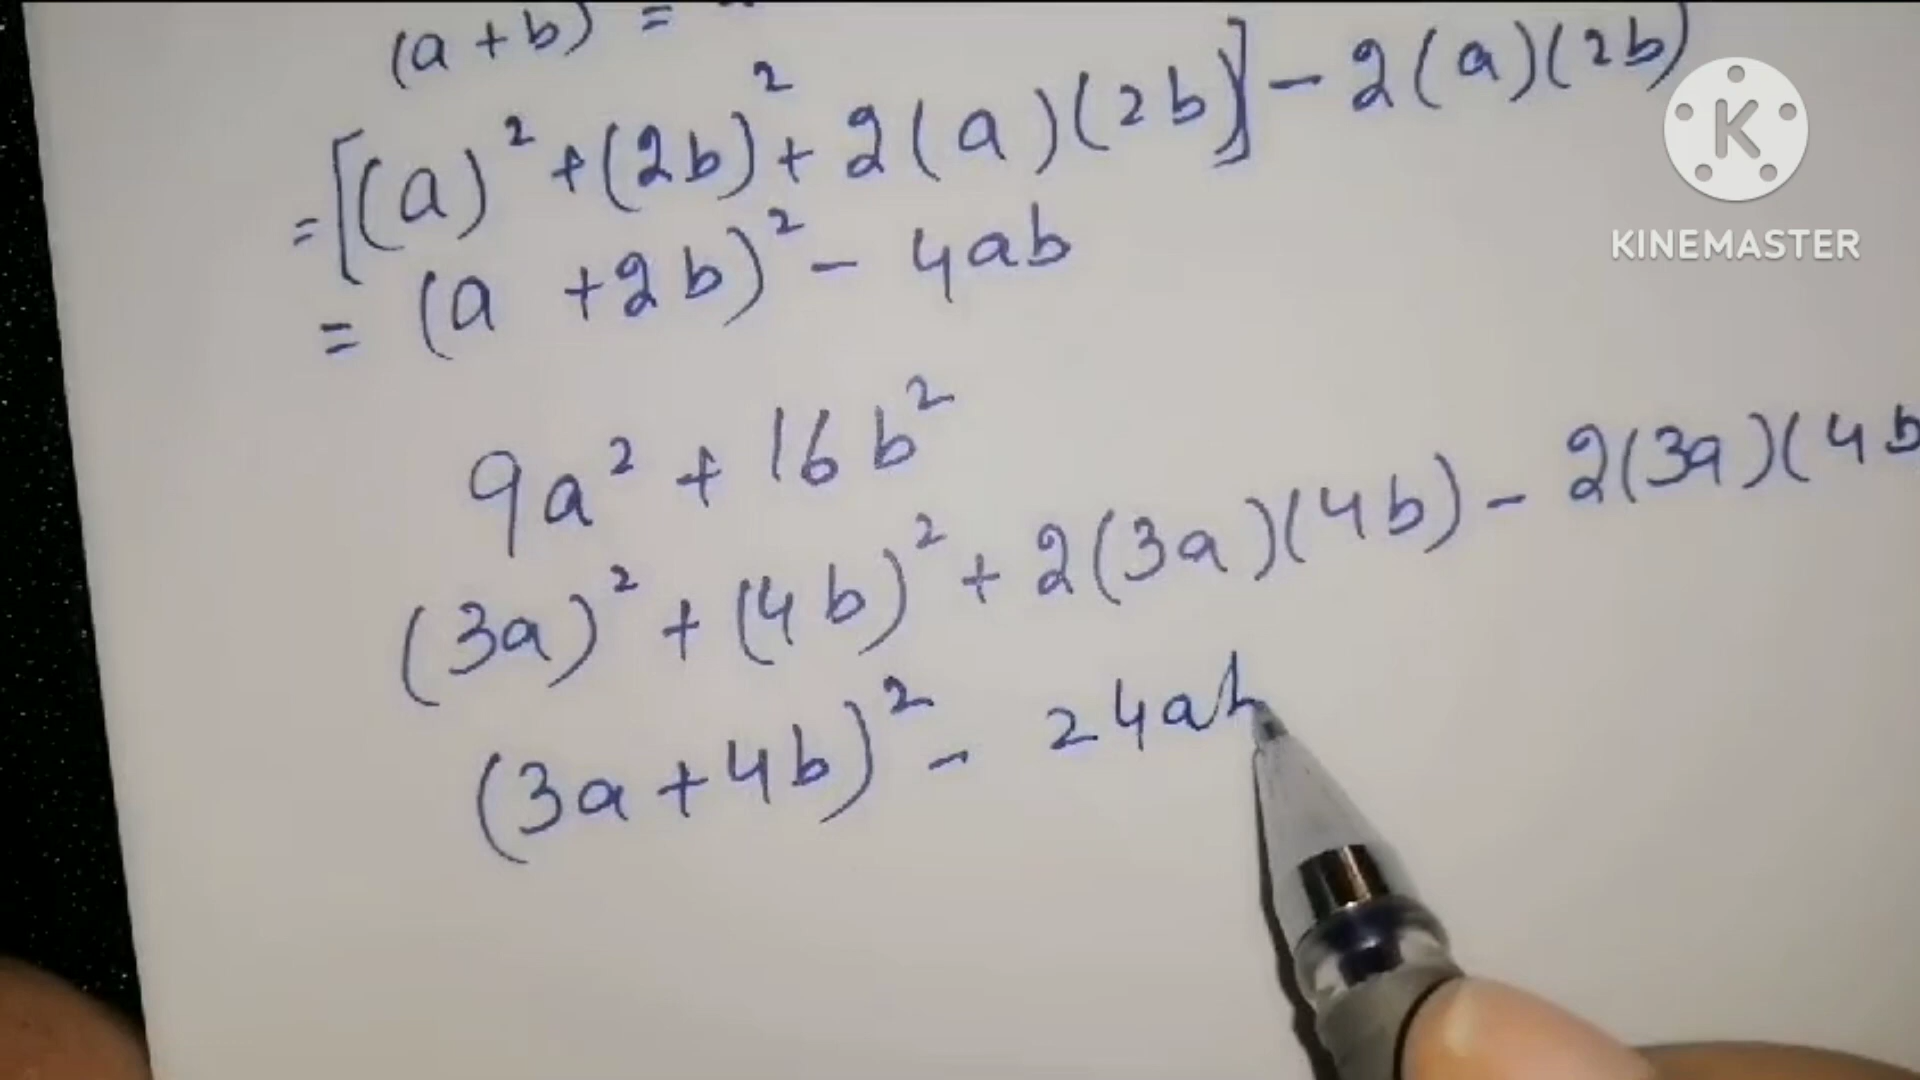 (a + b) =
= [(a)² + (2b)² + 2(a)(2b)] - 2(a)(2b)
= (a + 2b)² - 4ab
9a² + 16b²
(3a)² + (4b)² + 2(3a)(4b) - 2(3a)(4b
(3a + 4b)² - 24ab
K
KINEMASTER